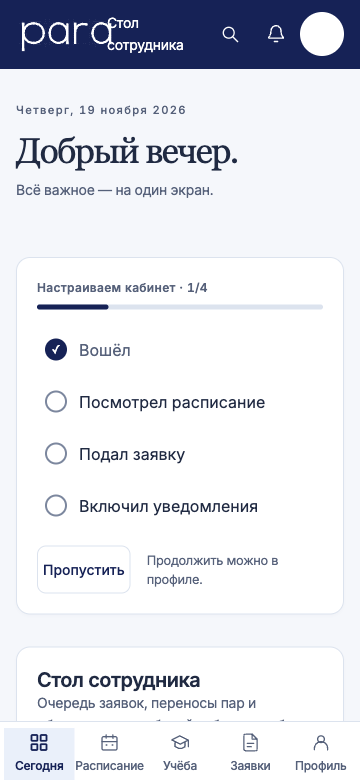 para
Стол
сотрудника
Четверг, 19 ноября 2026
Добрый вечер.
Всё важное — на один экран.
Настраиваем кабинет · 1/4
Вошёл
Посмотрел расписание
Подал заявку
Включил уведомления
Пропустить
Продолжить можно в
профиле.
Стол сотрудника
Очередь заявок, переносы пар и
Сегодня
Расписание
Учёба
Заявки
Профиль